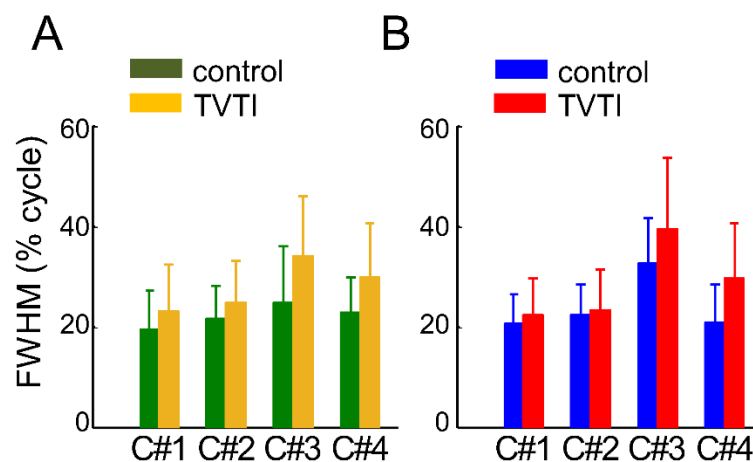 A
control
TVTI
FWHM (% cycle)
60
40
20
0
C#1 C#2 C#3 C#4
B
control
TVTI
60
40
20
0
C#1 C#2 C#3 C#4